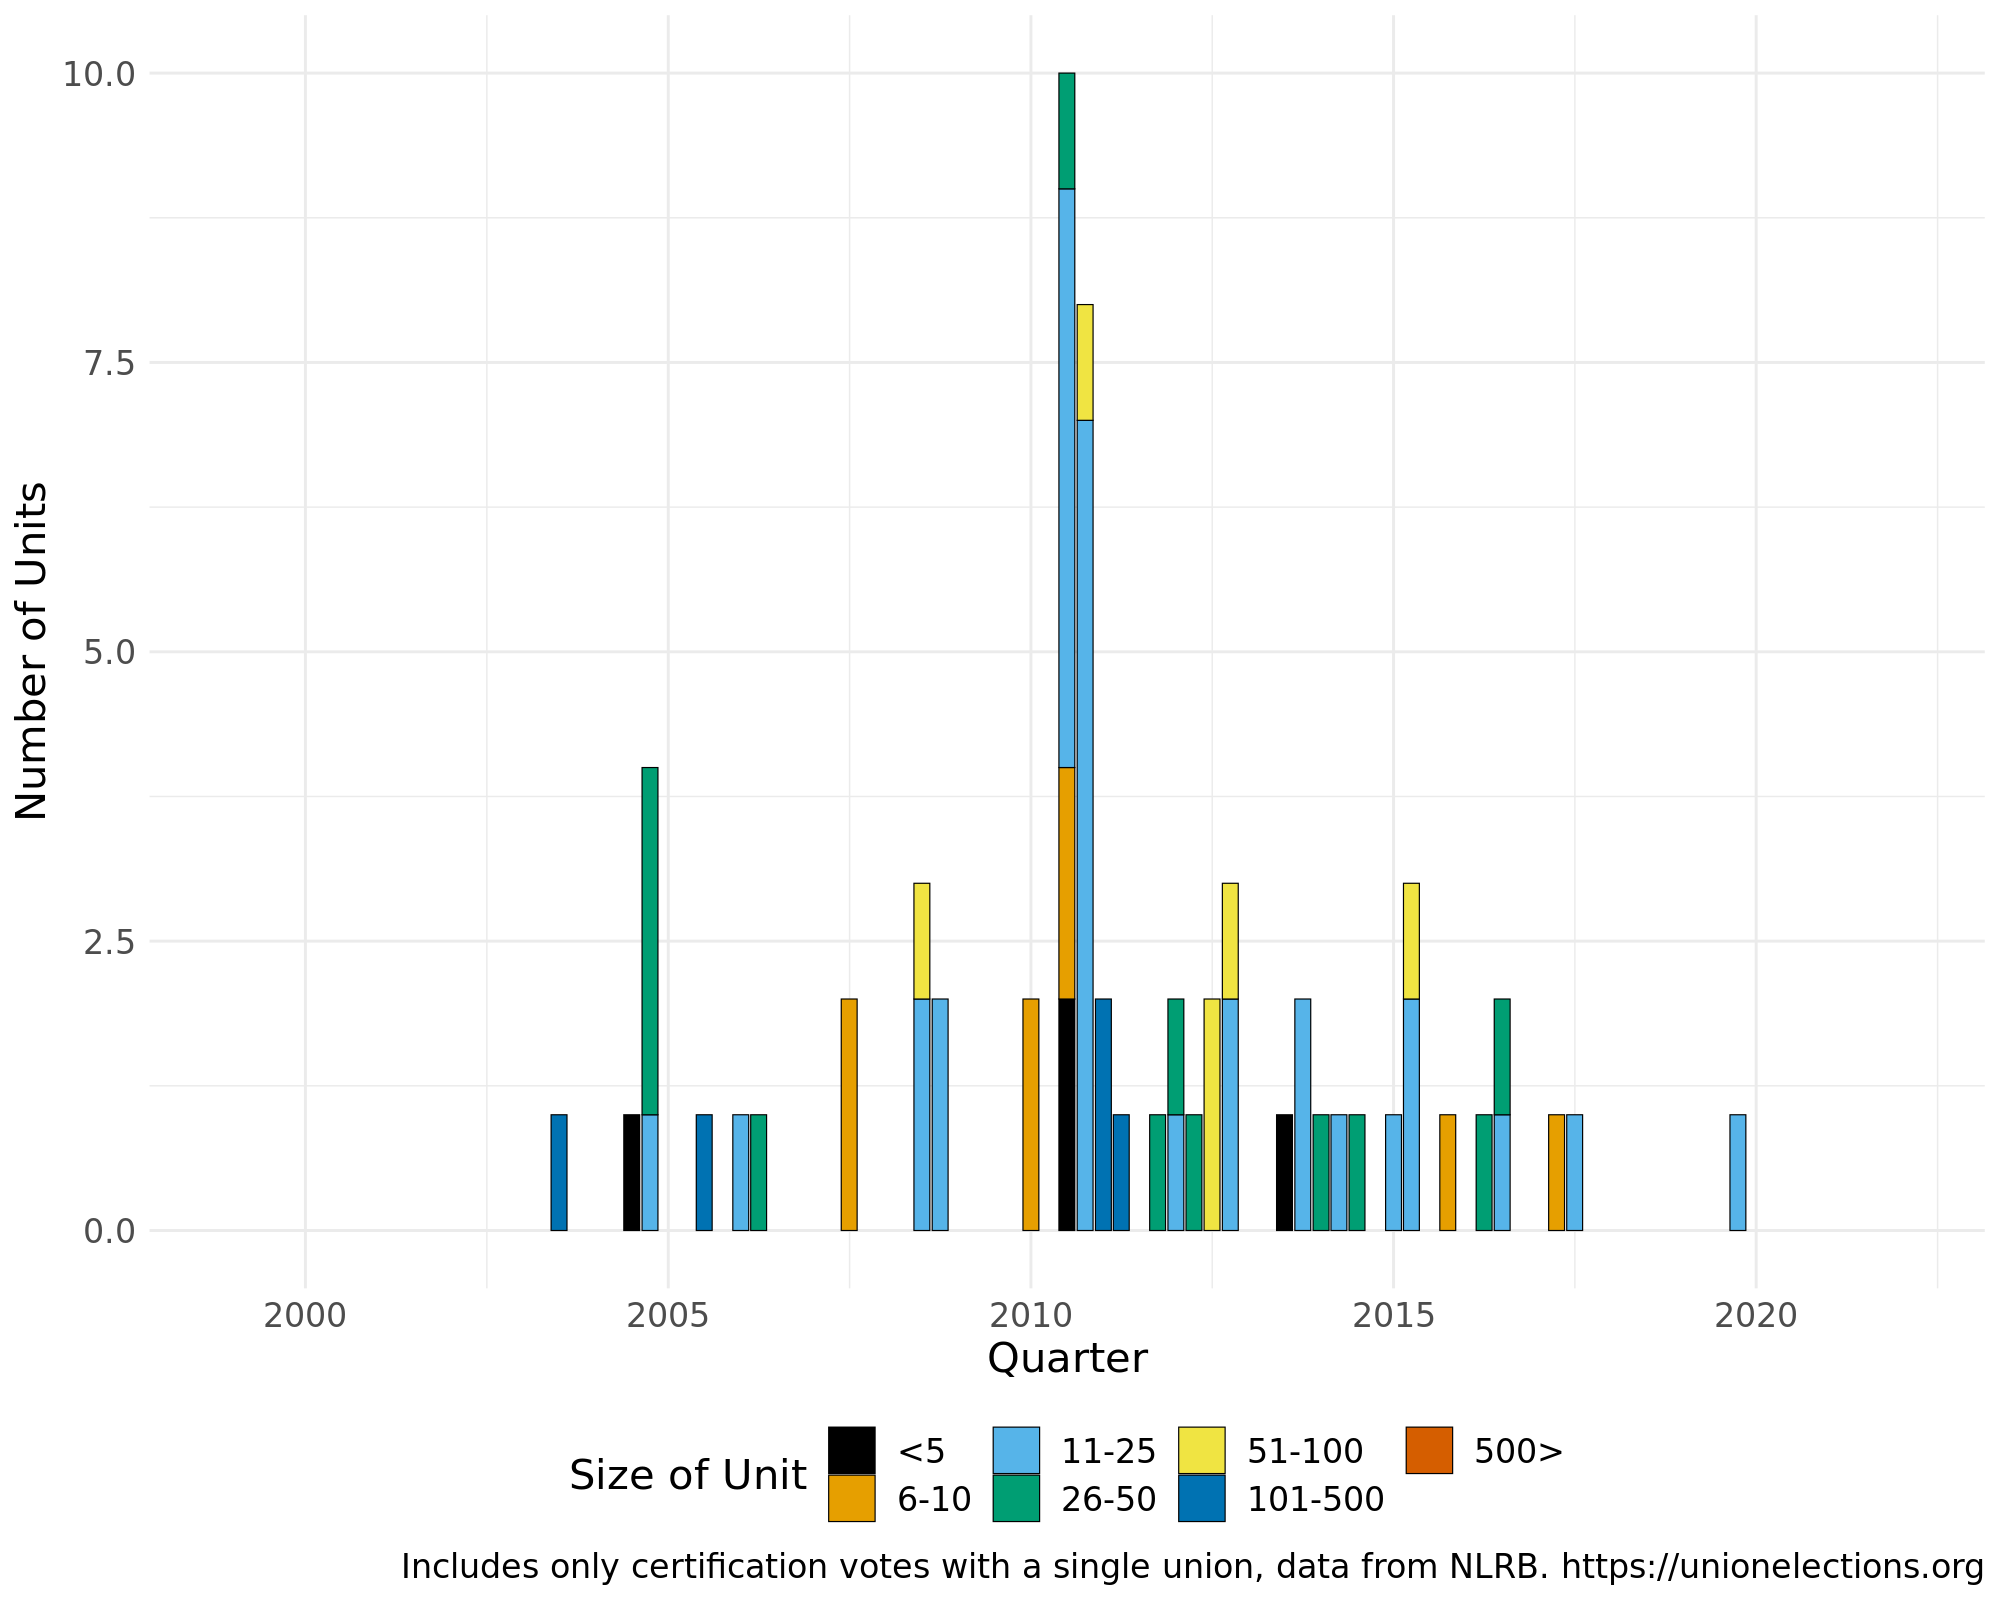 10.0
7.5
5.0
2.5
0.0
Number of Units
2000 2005 2010 2015 2020
Quarter
Size of Unit
<5 11-25 51-100 500>
6-10 26-50 101-500
Includes only certification votes with a single union, data from NLRB. https://unionelections.org